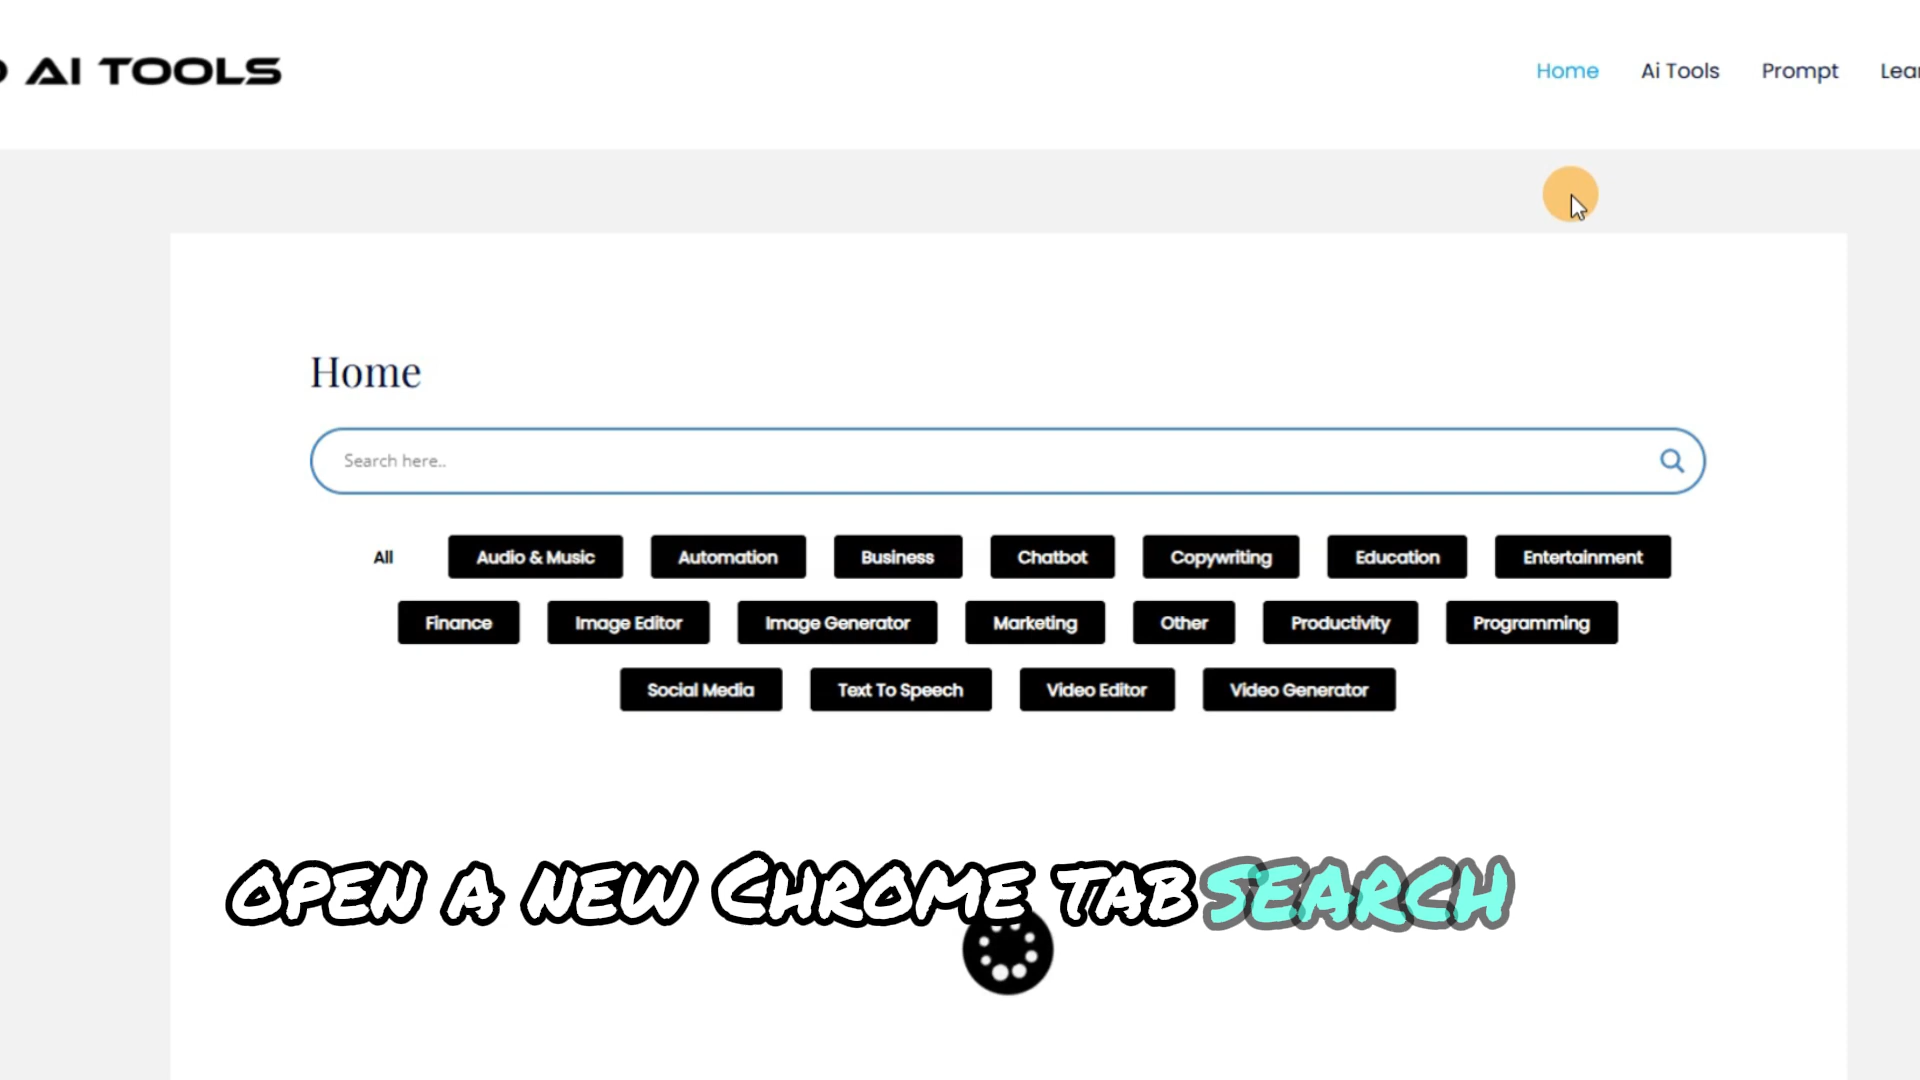 AI TOOLS
Home Ai Tools Prompt
Home
Search here..
All Audio & Music Automation Business Chatbot Copywriting Education Entertainment
Finance Image Editor Image Generator Marketing Other Productivity Programming
Social Media Text To Speech Video Editor Video Generator
OPEN A NEW CHROME TAB SEARCH